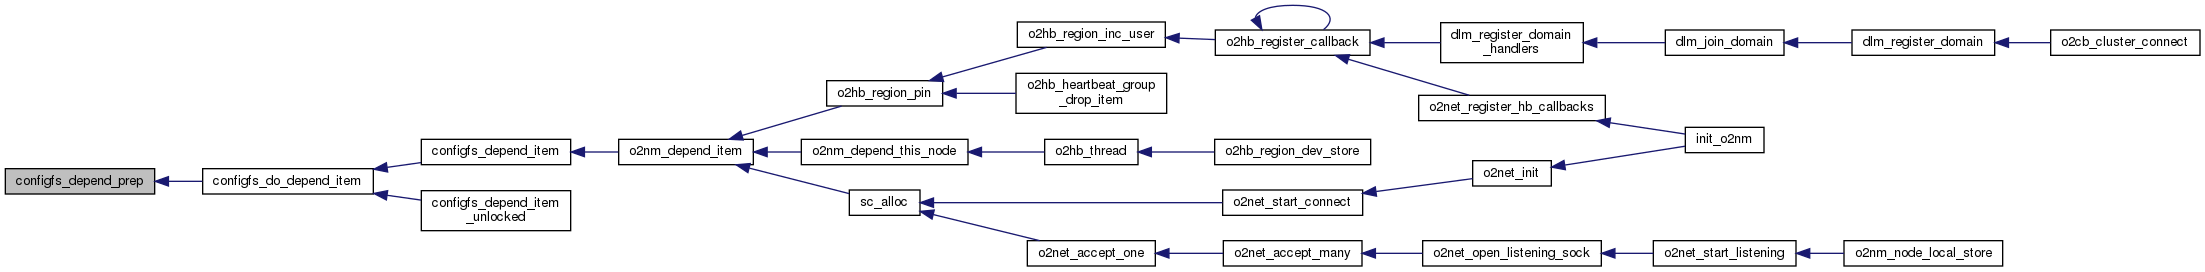 configfs_depend_prep
configfs_do_depend_item
configfs_depend_item
configfs_depend_item
_unlocked
o2nm_depend_item
o2hb_region_pin
o2nm_depend_this_node
sc_alloc
o2hb_region_inc_user
o2hb_heartbeat_group
_drop_item
o2hb_thread
o2net_accept_one
o2hb_register_callback
o2hb_region_dev_store
o2net_start_connect
o2net_accept_many
dlm_register_domain
_handlers
o2net_register_hb_callbacks
o2net_init
o2net_open_listening_sock
dlm_join_domain
init_o2nm
o2net_start_listening
dlm_register_domain
o2nm_node_local_store
o2cb_cluster_connect